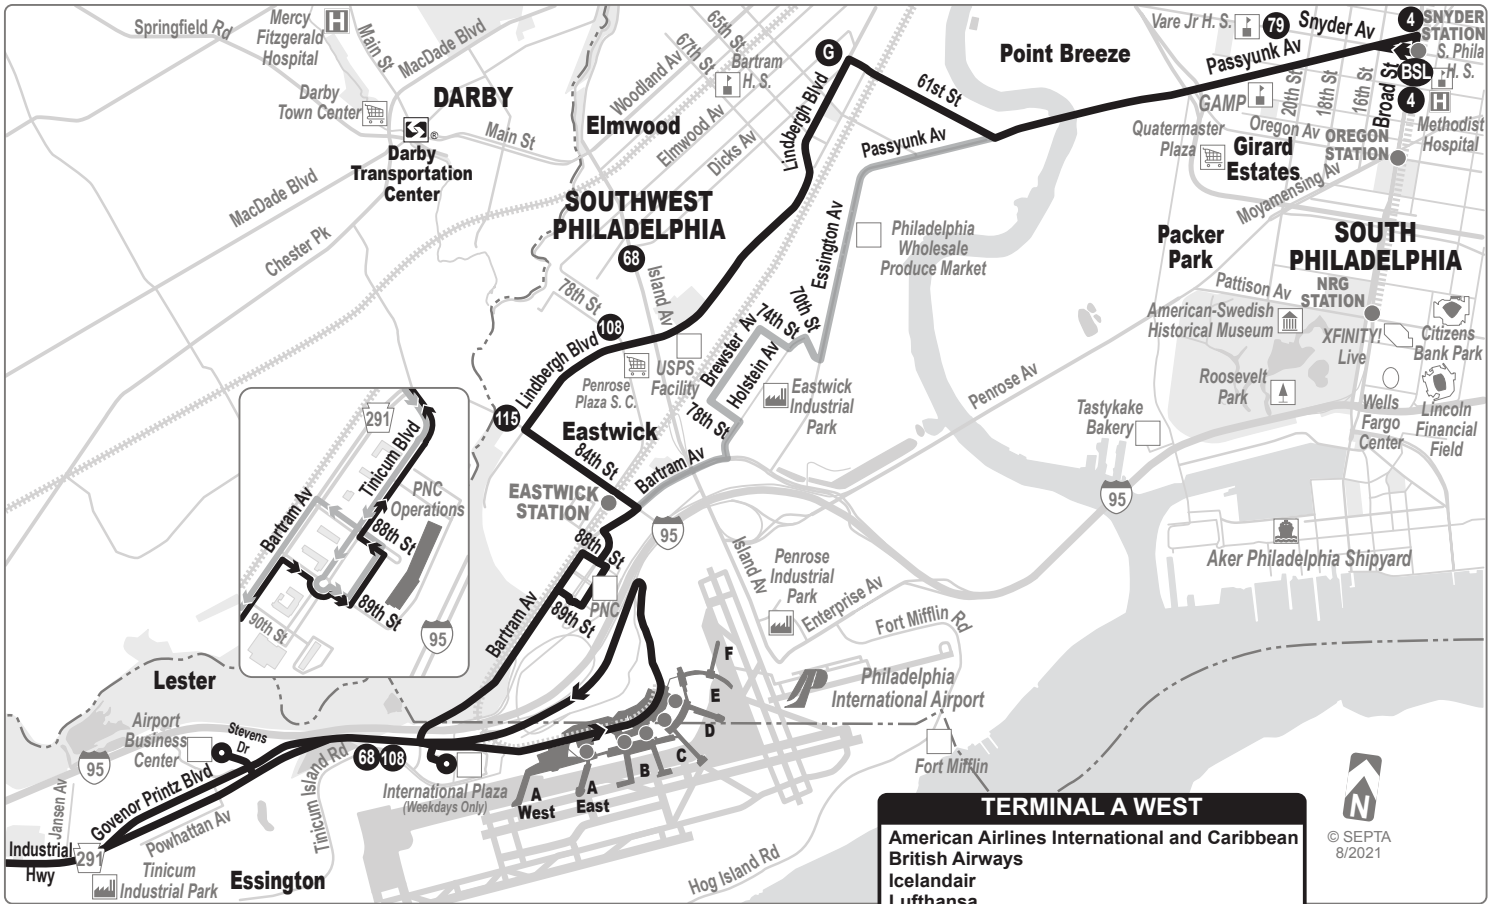 Springfield Rd
Mercy
Fitzgerald
Hospital
H
Main St
MacDade Blvd
Darby
Town Center
DARBY
®
Main St
Darby
Transportation
Center
MacDade Blvd
Chester Pk
65th St
67th St
Woodland Av
Bartram
H. S.
Elmwood
Elmwood Av
Dicks Av
SOUTHWEST
PHILADELPHIA
68
Island Av
78th St
G
Lindbergh Blvd
61st St
Passyunk Av
Point Breeze
Vare Jr H. S.
79
Snyder Av
Passyunk Av
4
SNYDER
STATION
S. Phila
H. S.
BSL
4
H
Methodist
Hospital
Broad St
20th St
18th St
16th St
GAMP
Oregon Av
OREGON
STATION
Quatermaster
Plaza
Girard
Estates
Moyamensing Av
Essington Av
Philadelphia
Wholesale
Produce Market
Packer
Park
SOUTH
PHILADELPHIA
Pattison Av
NRG
STATION
American-Swedish
Historical Museum
XFINITY!
Live
Citizens
Bank Park
Roosevelt
Park
Wells
Fargo
Center
Lincoln
Financial
Field
108
Lindbergh Blvd
USPS
Facility
Penrose
Plaza S. C.
Brewster Av
74th St
70th St
Holstein Av
78th St
Eastwick
Industrial
Park
Penrose Av
Tastykake
Bakery
115
Eastwick
84th St
Bartram Av
EASTWICK
STATION
95
95
291
Tinicum Blvd
PNC
Operations
Bartram Av
88th St
89th St
90th St
95
88th St
PNC
89th St
Bartram Av
Island Av
Penrose
Industrial
Park
Enterprise Av
Fort Mifflin Rd
Aker Philadelphia Shipyard
Lester
Airport
Business
Center
Stevens
Dr
95
Jansen Av
Govenor Printz Blvd
Powhattan Av
Tinicum Island Rd
68
108
International Plaza
(Weekdays Only)
F
E
D
C
B
A
East
A
West
Philadelphia
International Airport
Fort Mifflin
Industrial
Hwy
291
Tinicum
Industrial Park
Essington
Hog Island Rd
N
© SEPTA
8/2021
TERMINAL A WEST
American Airlines International and Caribbean
British Airways
Icelandair
Lufthansa